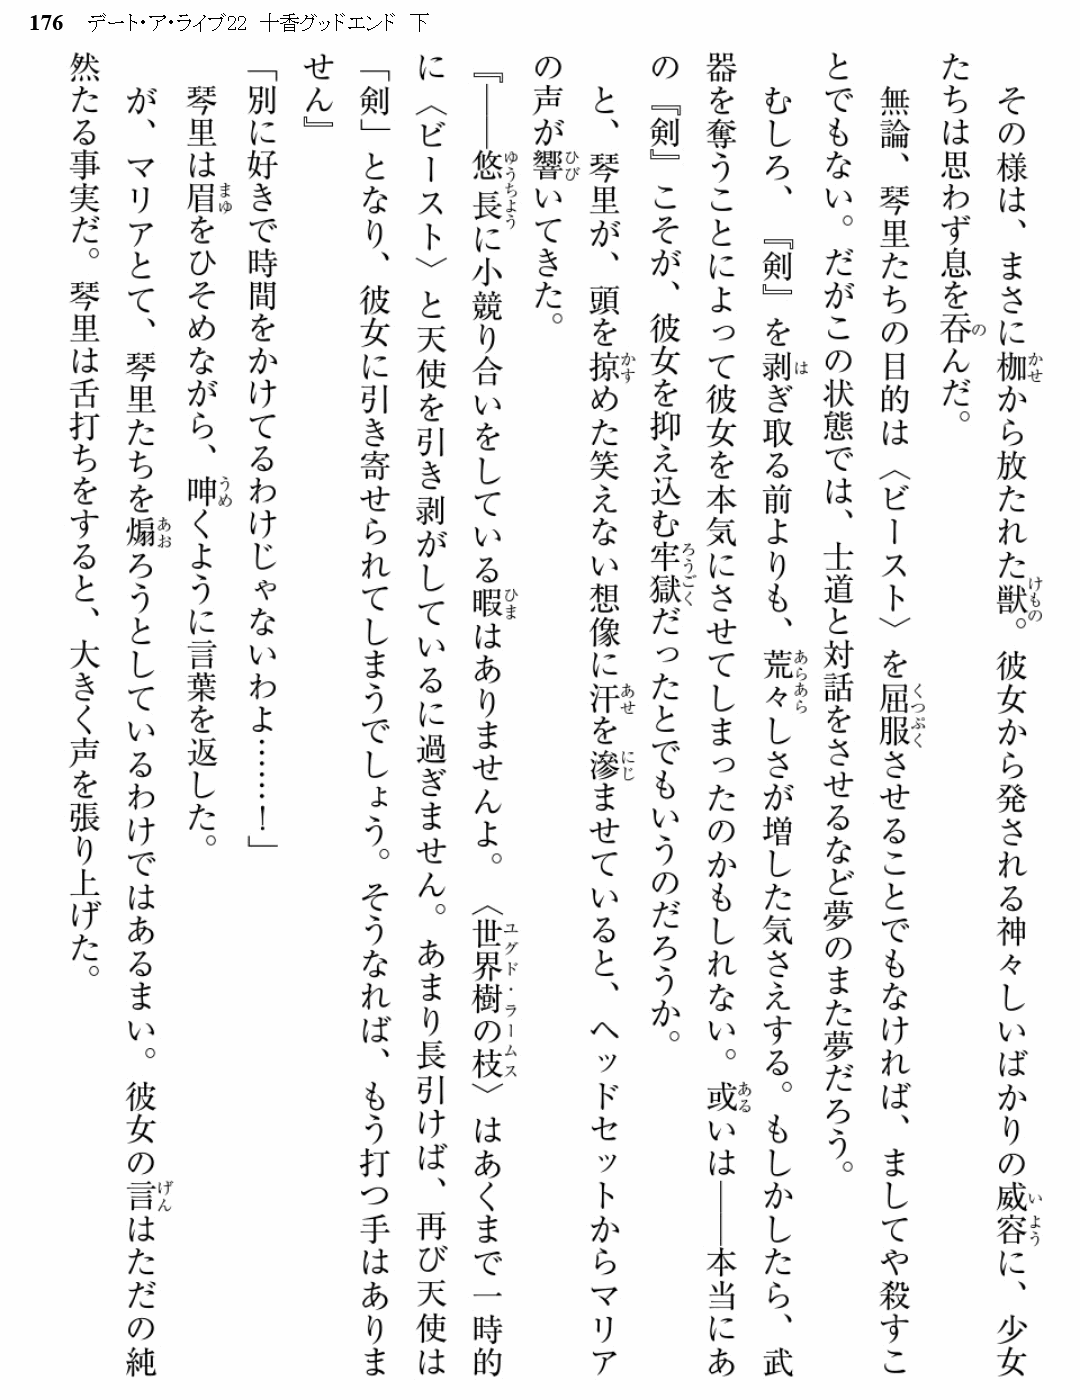 176 デート・ア・ライブ22 十香グッドエンド 下
その様は、まさに枷から放たれた獣。彼女から発される神々しいばかりの威容に、少女
たちは思わず息を呑んだ。
無論、琴里たちの目的は〈ビースト〉を屈服させることでもなければ、ましてや殺すこ
とでもない。だがこの状態では、士道と対話をさせるなど夢のまた夢だろう。
むしろ、『剣』を剥ぎ取る前よりも、荒々しさが増した気さえする。もしかしたら、武
器を奪うことによって彼女を本気にさせてしまったのかもしれない。或いは――本当にあ
の『剣』こそが、彼女を抑え込む牢獄だったとでもいうのだろうか。
と、琴里が、頭を掠めた笑えない想像に汗を滲ませていると、ヘッドセットからマリア
の声が響いてきた。
『――悠長に小競り合いをしている暇はありませんよ。〈世界樹の枝〉はあくまで一時的
に〈ビースト〉と天使を引き剥がしているに過ぎません。あまり長引けば、再び天使は
「剣」となり、彼女に引き寄せられてしまうでしょう。そうなれば、もう打つ手はありま
せん』
「別に好きで時間をかけてるわけじゃないわよ……！」
琴里は眉をひそめながら、呻くように言葉を返した。
が、マリアとて、琴里たちを煽ろうとしているわけではあるまい。彼女の言はただの純
然たる事実だ。琴里は舌打ちをすると、大きく声を張り上げた。